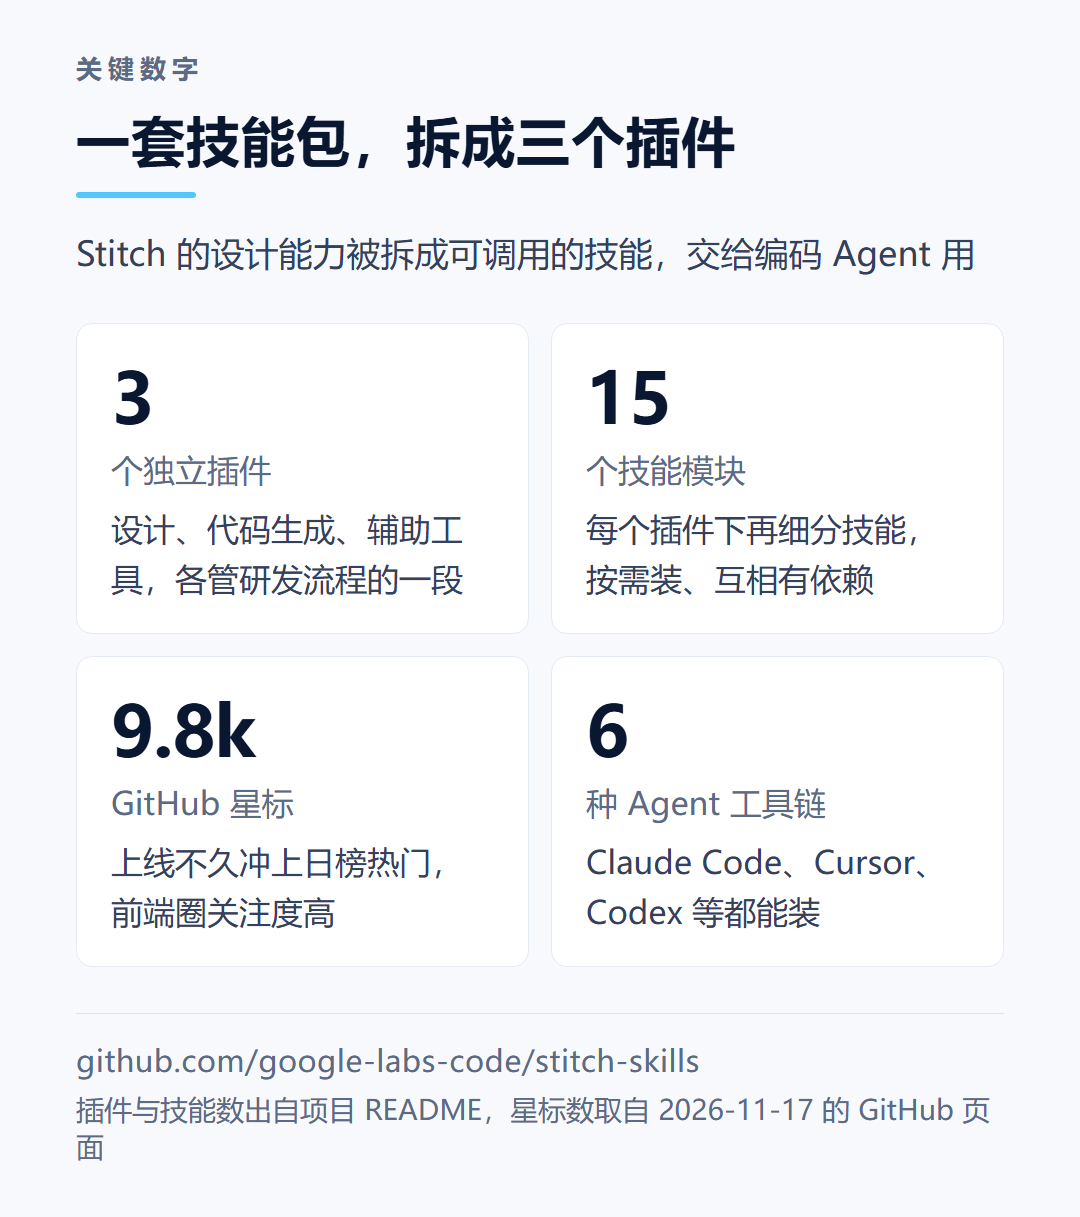 关键数字
一套技能包，拆成三个插件
Stitch 的设计能力被拆成可调用的技能，交给编码 Agent 用
3
个独立插件
设计、代码生成、辅助工
具，各管研发流程的一段
15
个技能模块
每个插件下再细分技能，
按需装、互相有依赖
9.8k
GitHub 星标
上线不久冲上日榜热门，
前端圈关注度高
6
种 Agent 工具链
Claude Code、Cursor、
Codex 等都能装
github.com/google-labs-code/stitch-skills
插件与技能数出自项目 README，星标数取自 2026-11-17 的 GitHub 页
面